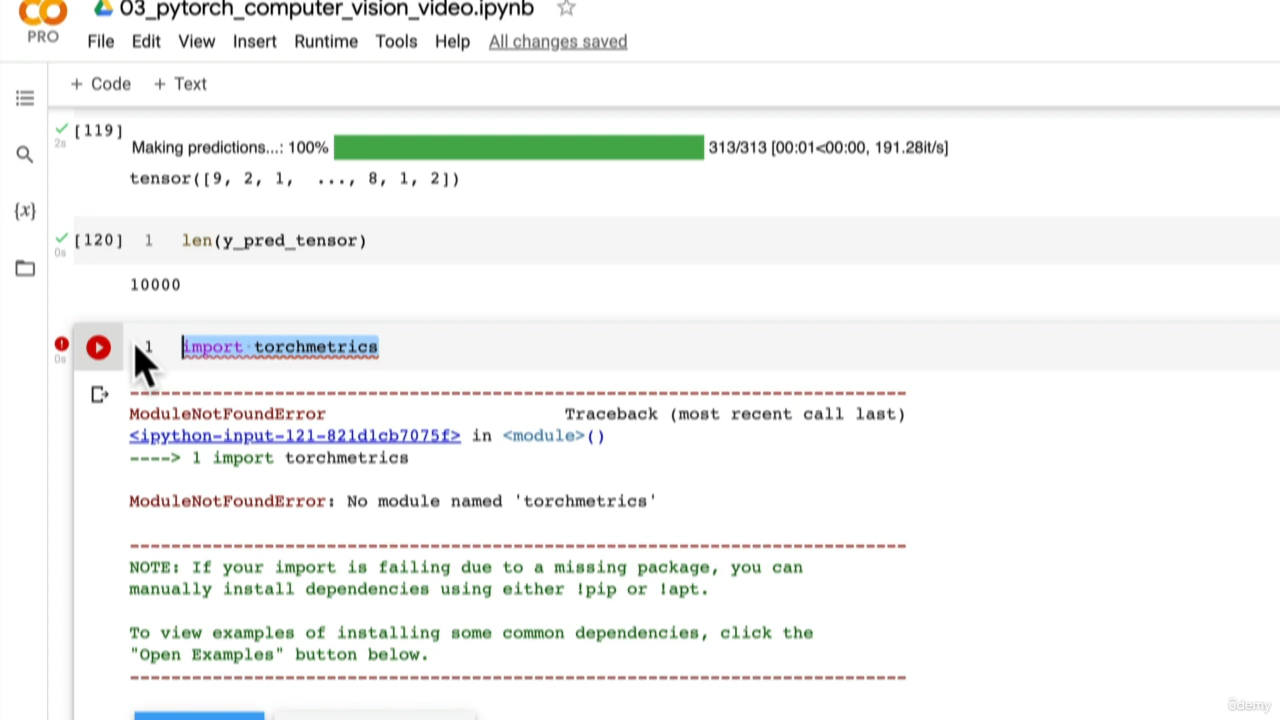 03_pytorch_computer_vision_video.ipynb
PRO
File Edit View Insert Runtime Tools Help All changes saved
+ Code + Text
[119]
2s
Making predictions...: 100% 313/313 [00:01<00:00, 191.28it/s]
tensor([9, 2, 1, ..., 8, 1, 2])
{x}
[120] 1 len(y_pred_tensor)
0s
10000
1 import torchmetrics
0s
ModuleNotFoundError Traceback (most recent call last)
<ipython-input-121-821d1cb7075f> in <module>()
----> 1 import torchmetrics
ModuleNotFoundError: No module named 'torchmetrics'
NOTE: If your import is failing due to a missing package, you can
manually install dependencies using either !pip or !apt.
To view examples of installing some common dependencies, click the
"Open Examples" button below.
ûdemy